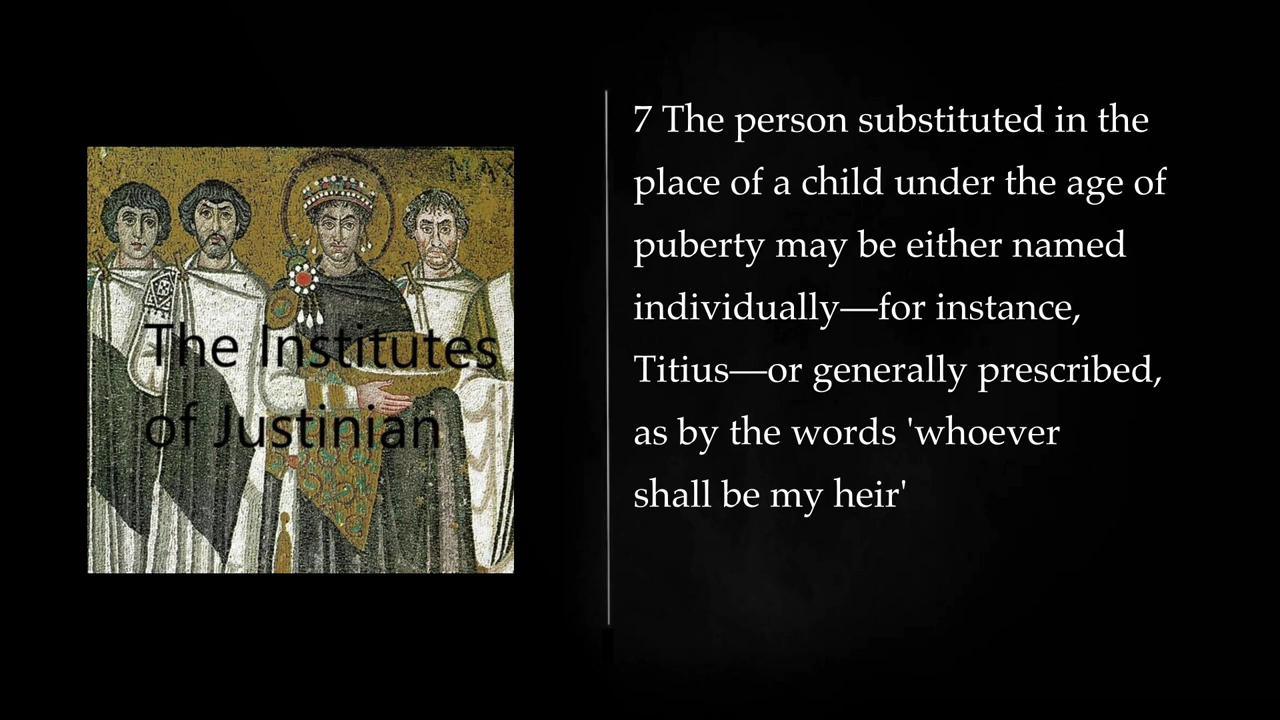 MAX
The Institutes
of Justinian
7 The person substituted in the
place of a child under the age of
puberty may be either named
individually—for instance,
Titius—or generally prescribed,
as by the words 'whoever
shall be my heir'